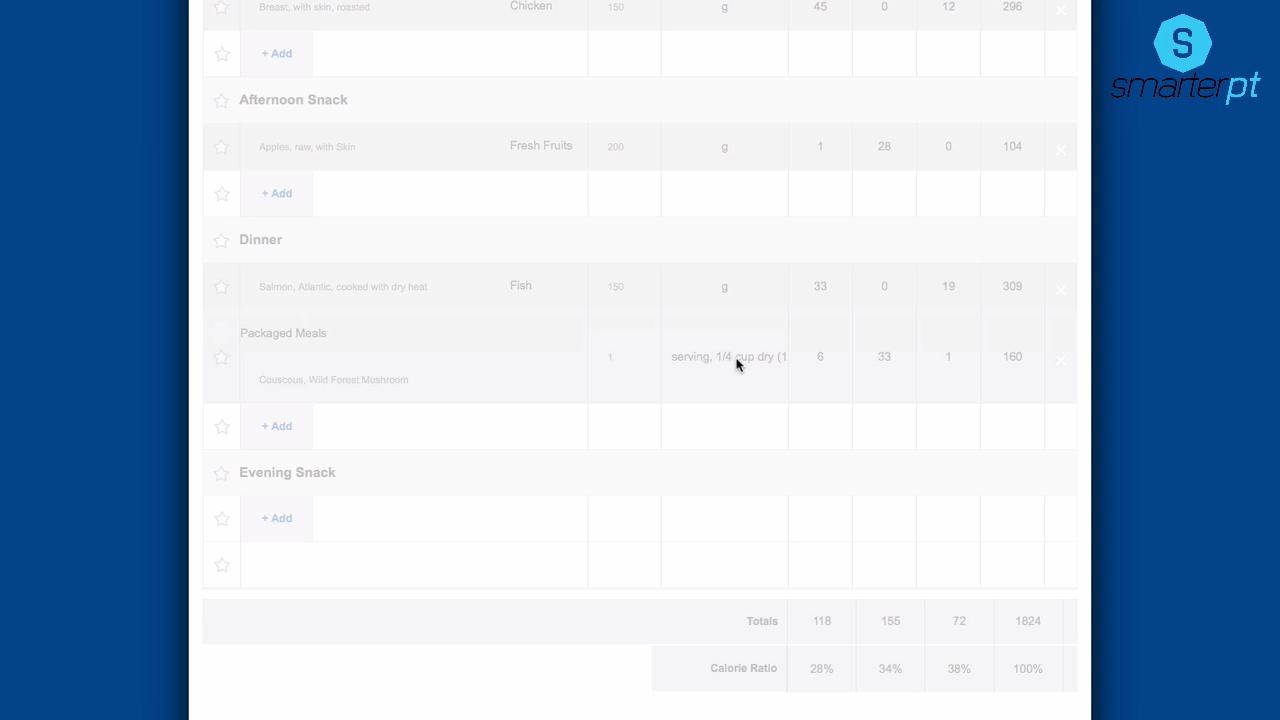 Breast, with skin, roasted Chicken 150 g 45 0 12 296
+ Add
Afternoon Snack
Apples, raw, with Skin Fresh Fruits 200 g 1 28 0 104
+ Add
Dinner
Salmon, Atlantic, cooked with dry heat Fish 150 g 33 0 19 309
Packaged Meals
1 serving, 1/4 cup dry (1 6 33 1 160
Couscous, Wild Forest Mushroom
+ Add
Evening Snack
+ Add
Totals 118 155 72 1824
Calorie Ratio 28% 34% 38% 100%
S
smarterpt